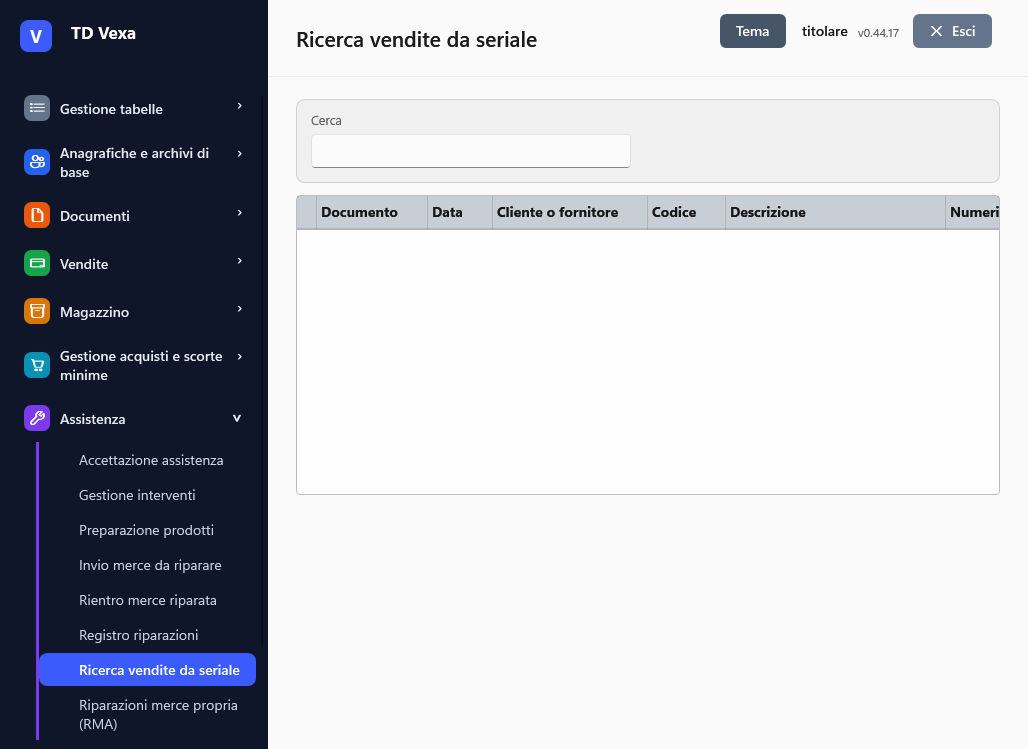 V
TD Vexa
Gestione tabelle
Anagrafiche e archivi di
base
Documenti
Vendite
Magazzino
Gestione acquisti e scorte
minime
Assistenza
Accettazione assistenza
Gestione interventi
Preparazione prodotti
Invio merce da riparare
Rientro merce riparata
Registro riparazioni
Ricerca vendite da seriale
Riparazioni merce propria
(RMA)
Ricerca vendite da seriale
Tema
titolare
v0.44.17
Esci
Cerca
Documento
Data
Cliente o fornitore
Codice
Descrizione
Numeri